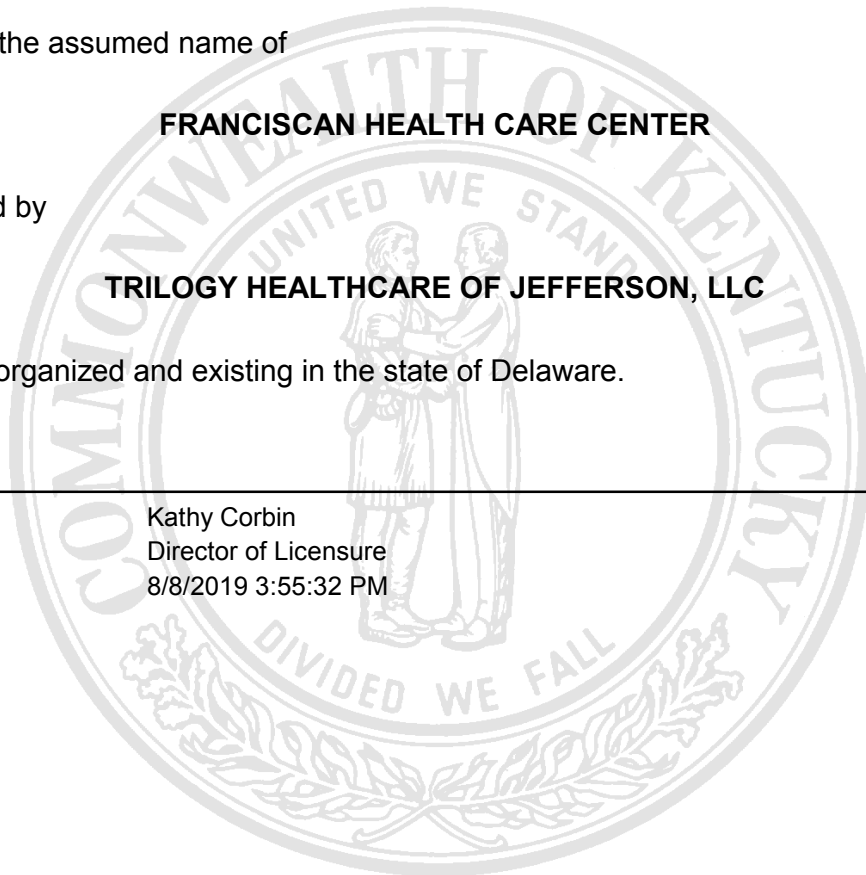 the assumed name of
FRANCISCAN HEALTH CARE CENTER
d by
TRILOGY HEALTHCARE OF JEFFERSON, LLC
organized and existing in the state of Delaware.
Kathy Corbin
Director of Licensure
8/8/2019 3:55:32 PM
COMMONWEALTH OF KENTUCKY
UNITED WE STAND
DIVIDED WE FALL